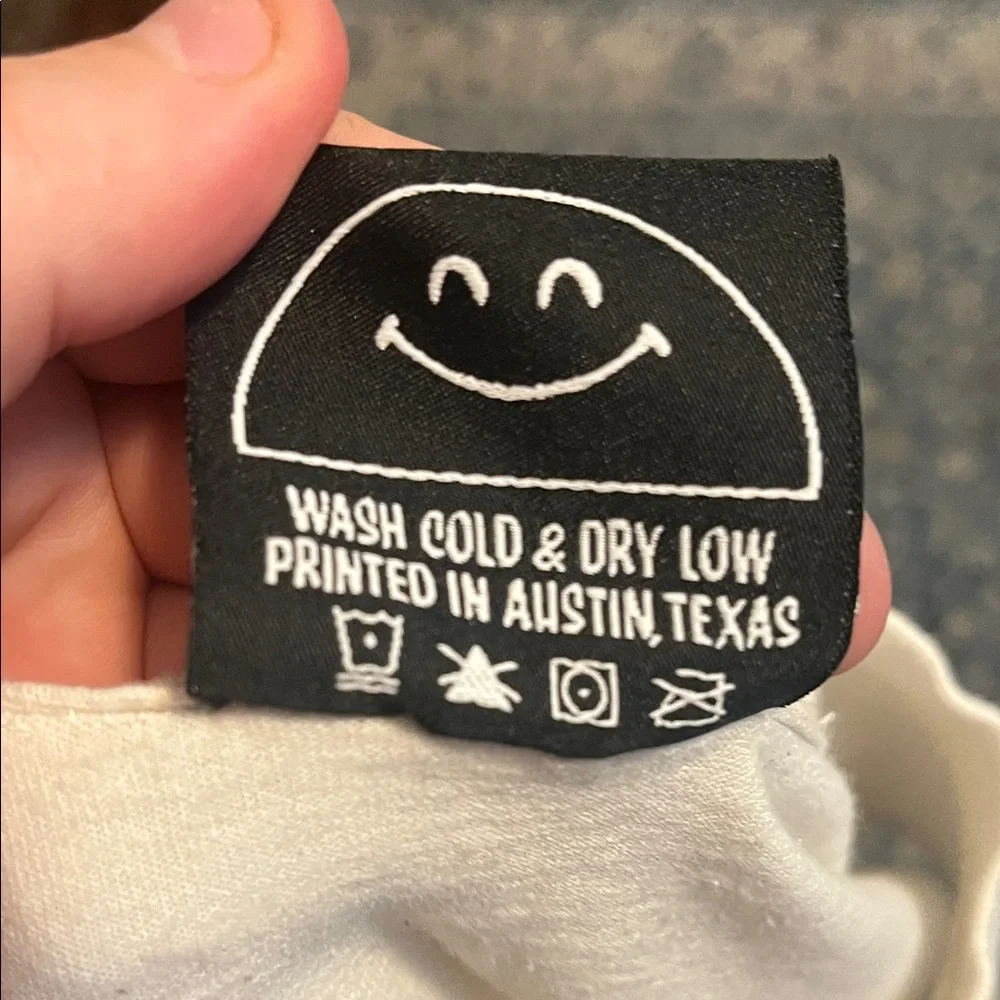 WASH COLD & DRY LOW
PRINTED IN AUSTIN, TEXAS